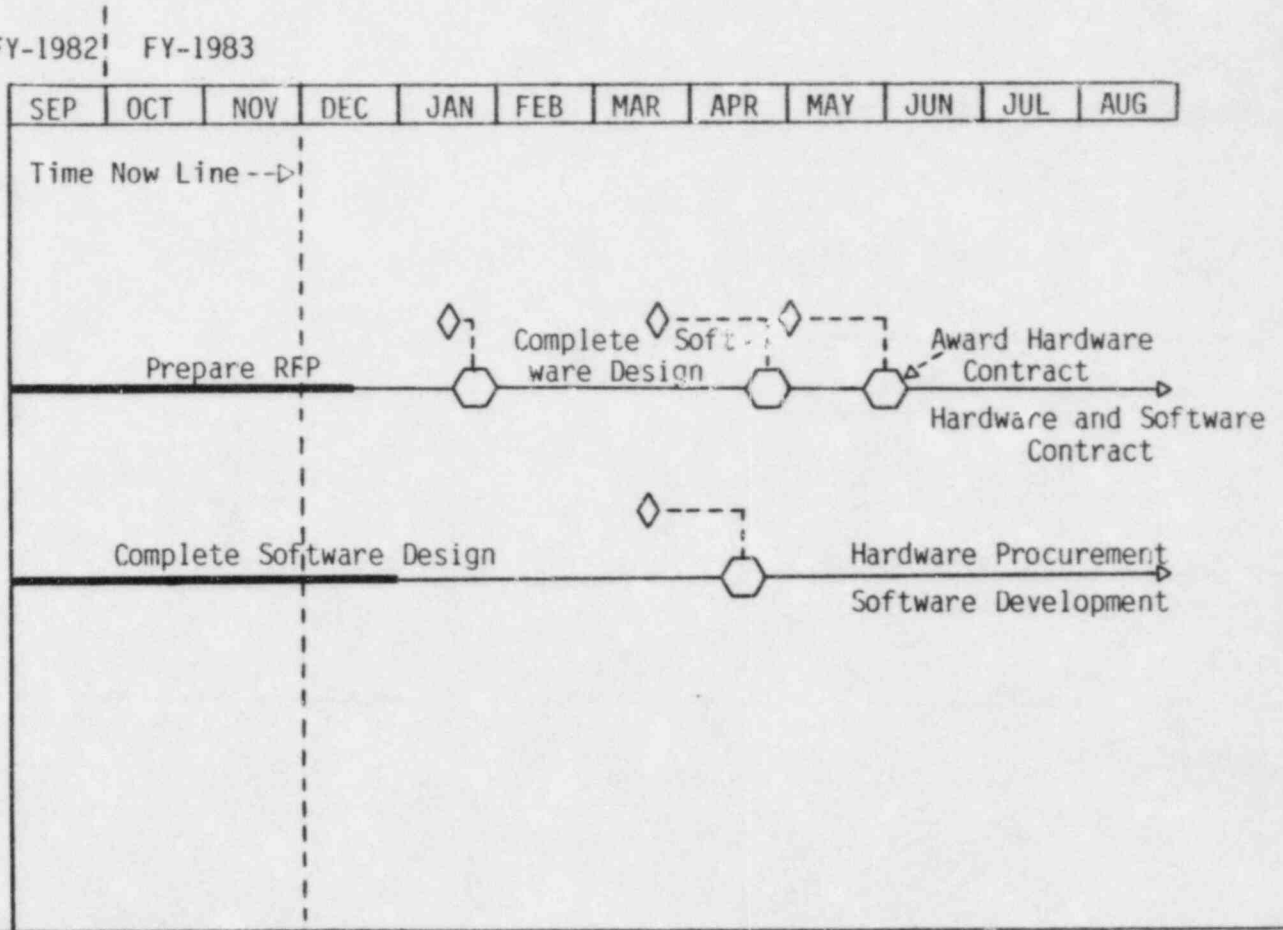 FY-1982 FY-1983
SEP OCT NOV DEC JAN FEB MAR APR MAY JUN JUL AUG
Time Now Line
Prepare RFP
Complete Soft-
ware Design
Award Hardware
Contract
Hardware and Software
Contract
Complete Software Design
Hardware Procurement
Software Development